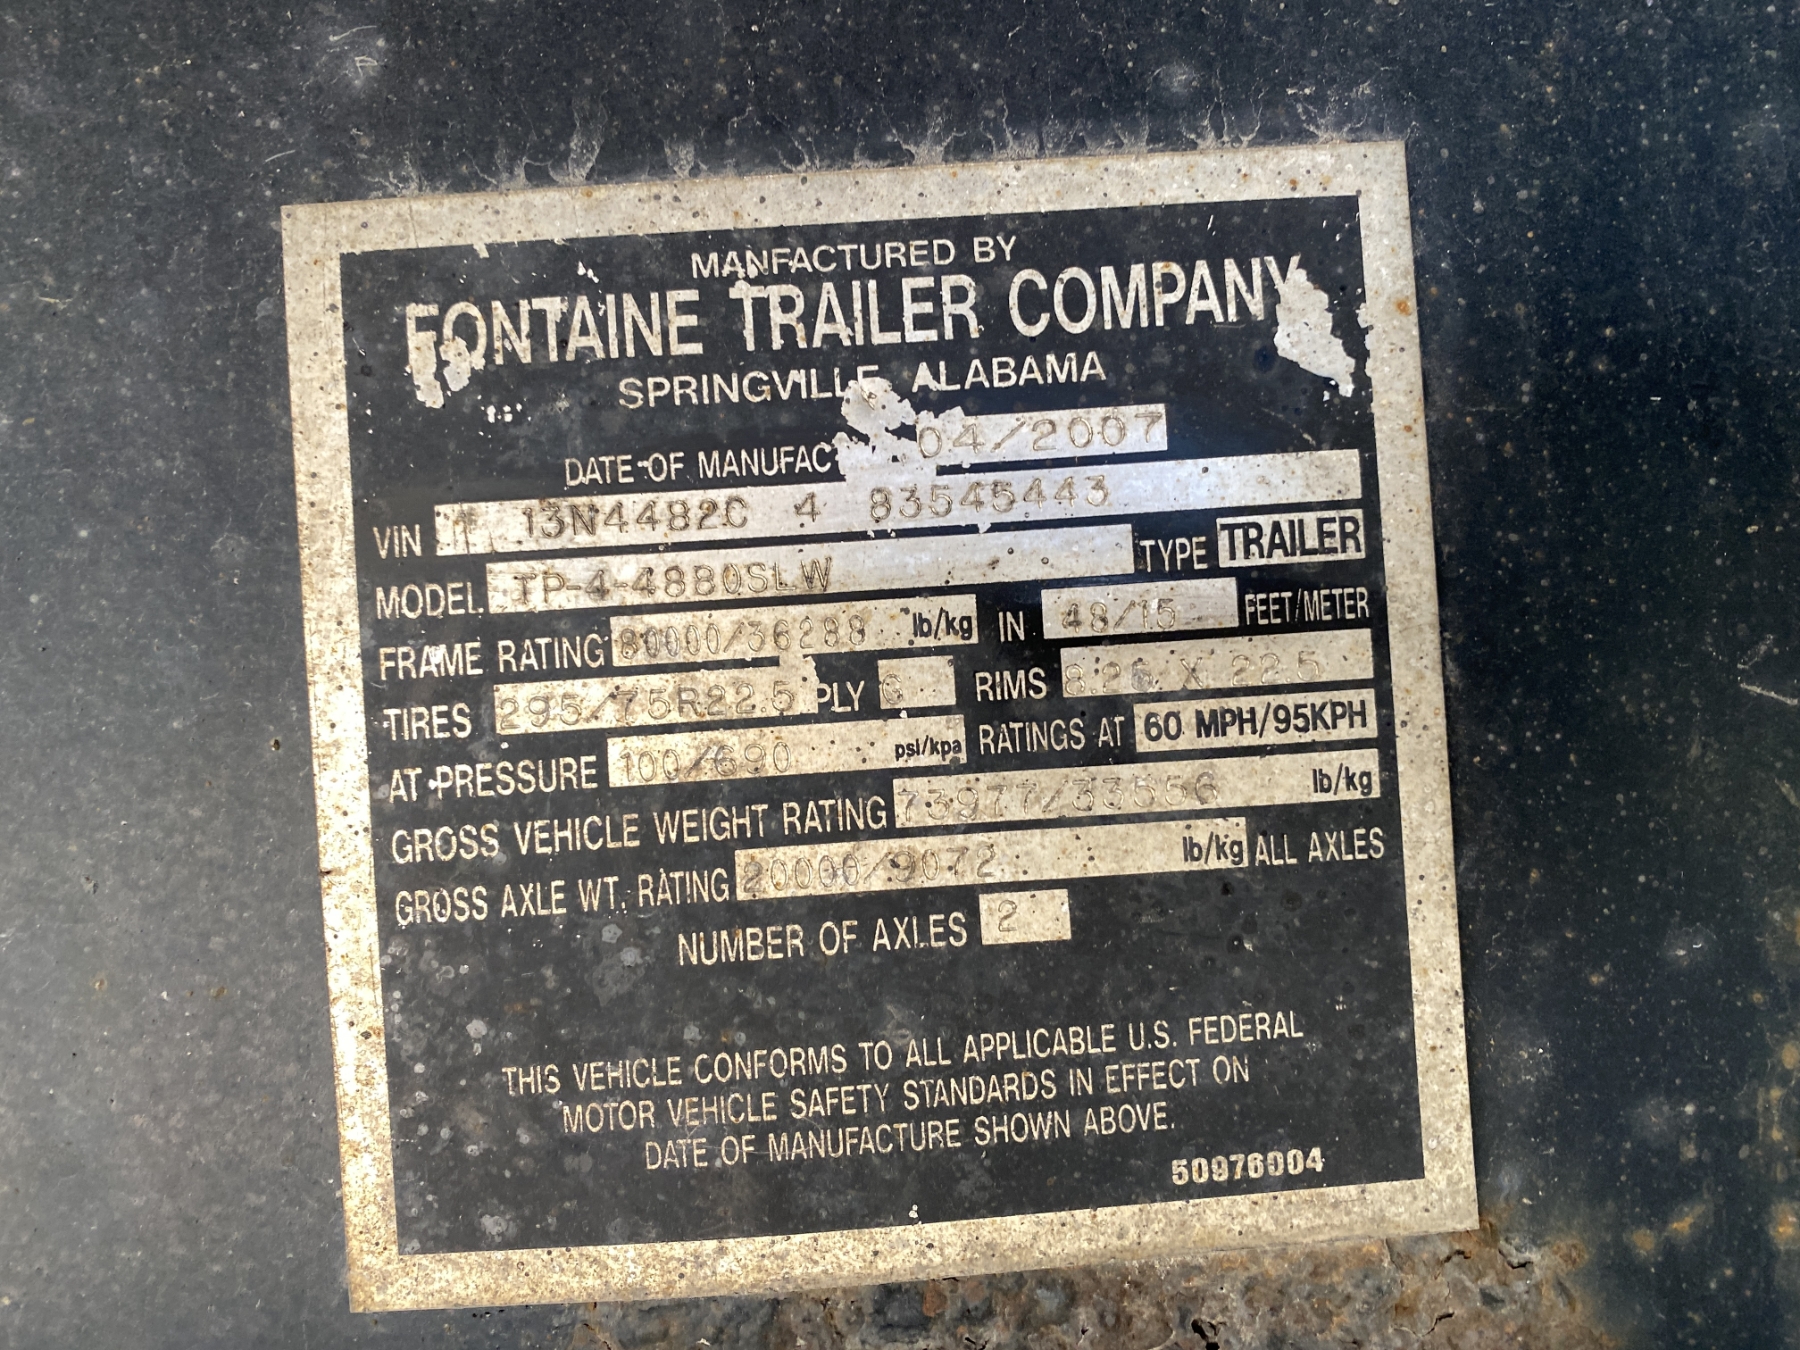 MANFACTURED BY
FONTAINE TRAILER COMPANY
SPRINGVILLE, ALABAMA
DATE OF MANUFAC 04/2007
VIN 13N4482C 4 83545443
MODEL TP-4-4880SLW TYPE TRAILER
FRAME RATING 80000/36288 lb/kg IN 48/15 FEET/METER
TIRES 295/75R22.5 PLY G RIMS 8.25 X 22.5
AT PRESSURE 100/690 psi/kpa RATINGS AT 60 MPH/95KPH
GROSS VEHICLE WEIGHT RATING 73977/33556 lb/kg
GROSS AXLE WT. RATING 20000/9072 lb/kg ALL AXLES
NUMBER OF AXLES 2
THIS VEHICLE CONFORMS TO ALL APPLICABLE U.S. FEDERAL
MOTOR VEHICLE SAFETY STANDARDS IN EFFECT ON
DATE OF MANUFACTURE SHOWN ABOVE.
50976004